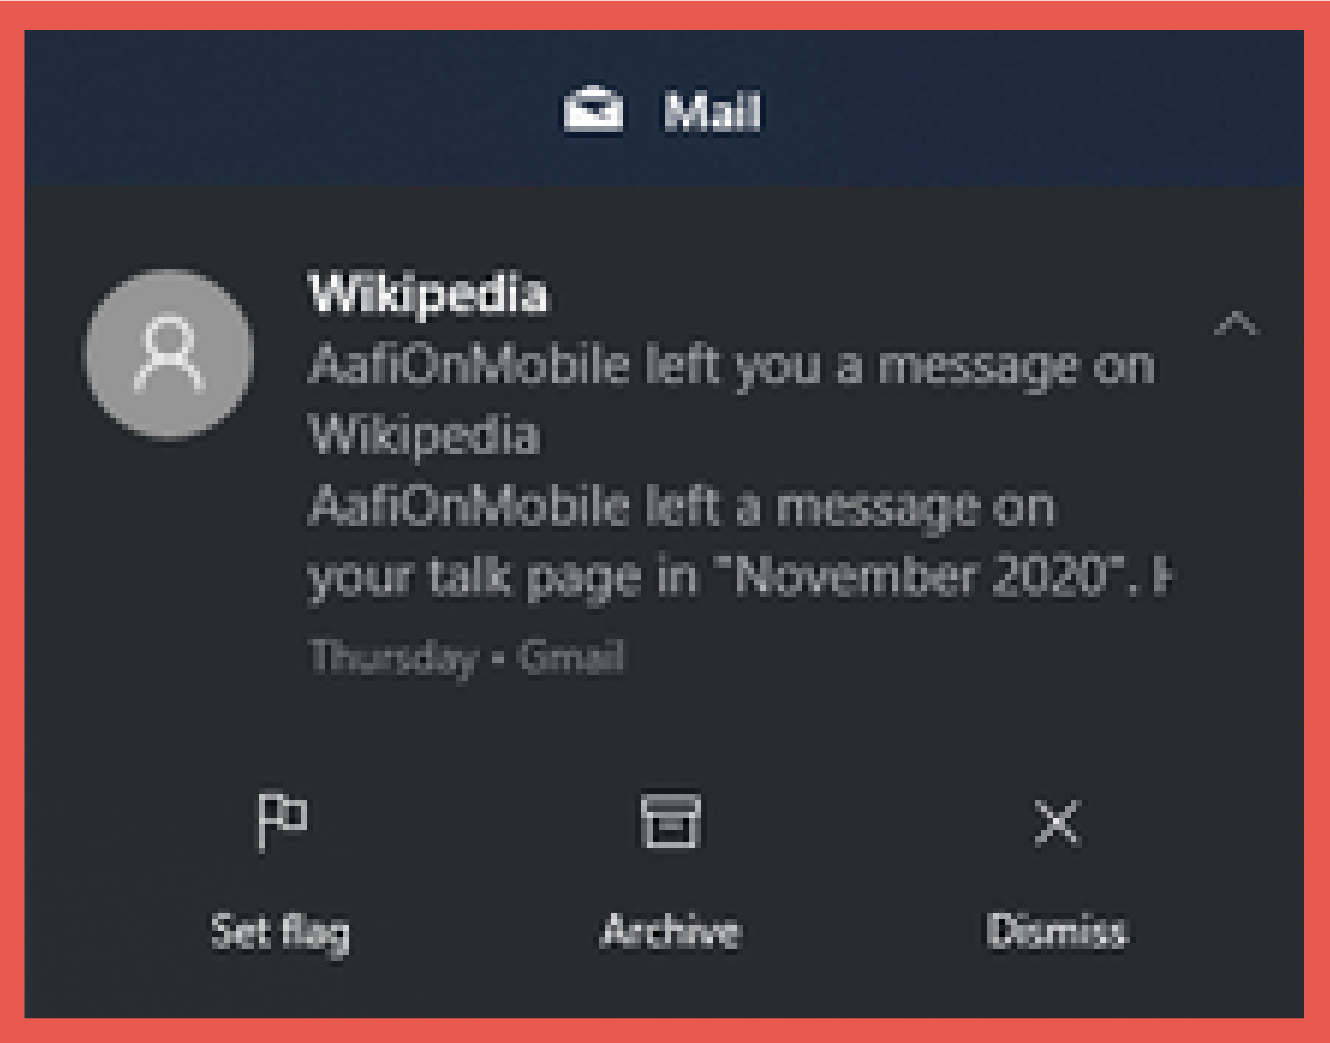 Mail
Wikipedia
AafiOnMobile left you a message on
Wikipedia
AafiOnMobile left a message on
your talk page in "November 2020".
Thursday • Gmail
Set flag
Archive
Dismiss